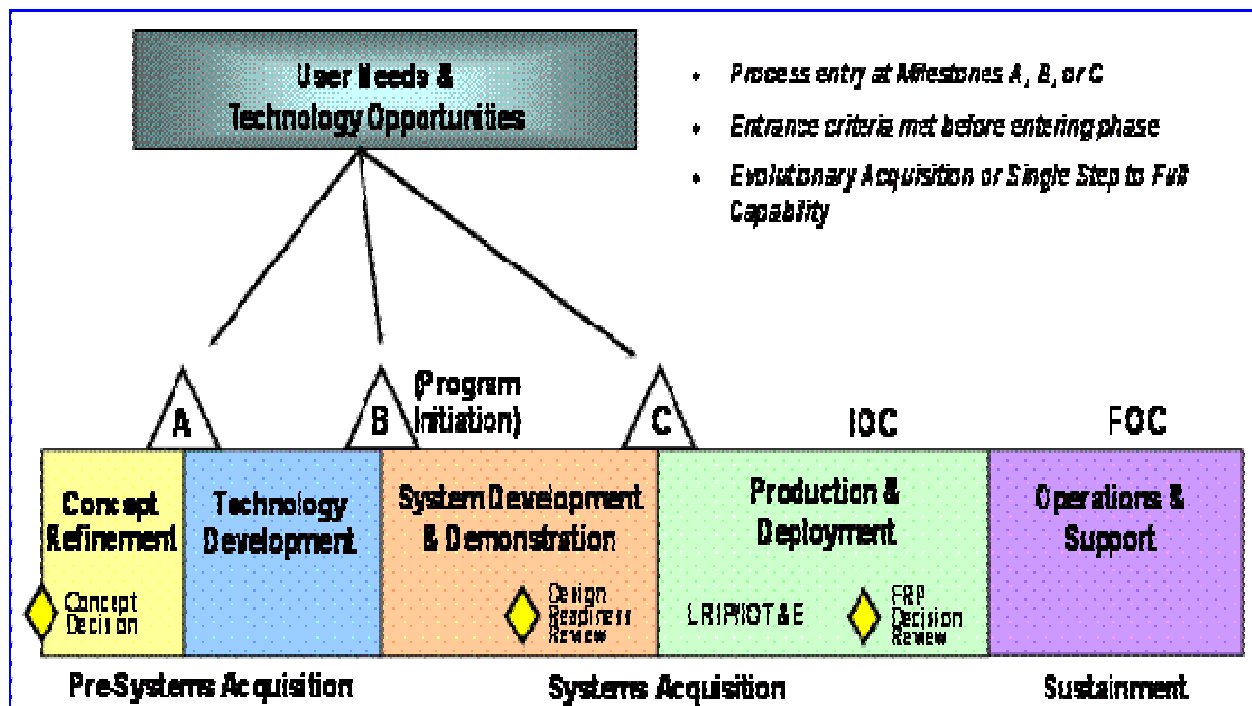 User Needs &
Technology Opportunities
• Process entry at Milestones A, B, or C
• Entrance criteria met before entering phase
• Evolutionary Acquisition or Single Step to Full
Capability
A
B
(Program
Initiation)
C
IOC
FOC
Concept
Refinement
Technology
Development
System Development
& Demonstration
Production &
Deployment
Operations &
Support
Concept
Decision
Design
Readiness
Review
LRIP/IOT&E
FRP
Decision
Review
Pre-Systems Acquisition
Systems Acquisition
Sustainment